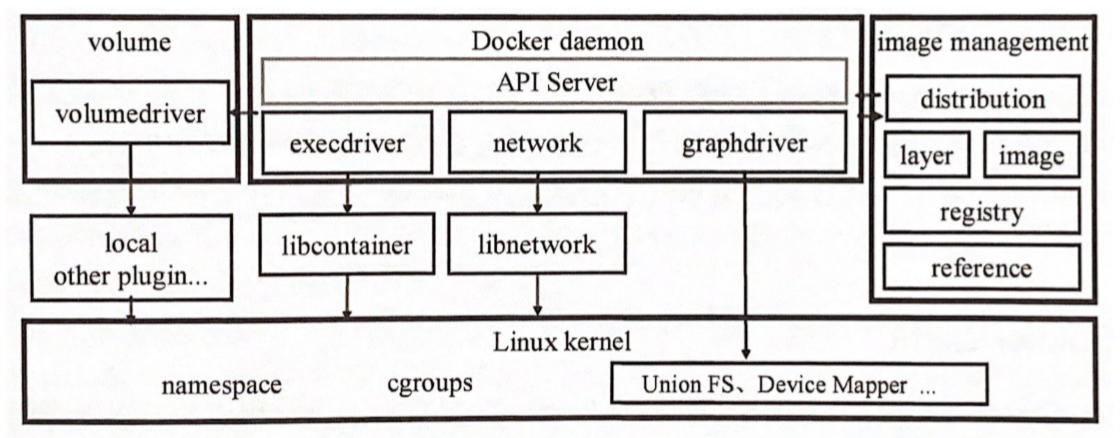 volume
Docker daemon
image management
API Server
volumedriver
execdriver
network
graphdriver
distribution
layer
image
registry
reference
local
other plugin...
libcontainer
libnetwork
Linux kernel
namespace
cgroups
Union FS、Device Mapper ...